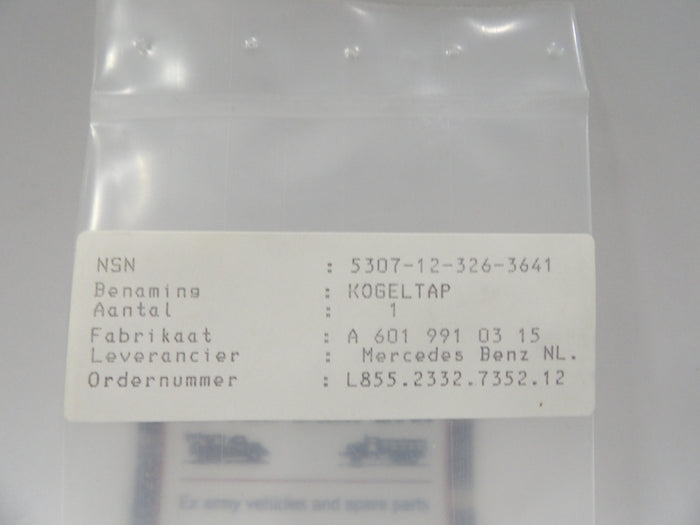 NSN : 5307-12-326-3641
Benaming : KOGELTAP
Aantal : 1
Fabrikaat : A 601 991 03 15
Leverancier : Mercedes Benz NL.
Ordernummer : L855.2332.7352.12
Ex army vehicles and spare parts